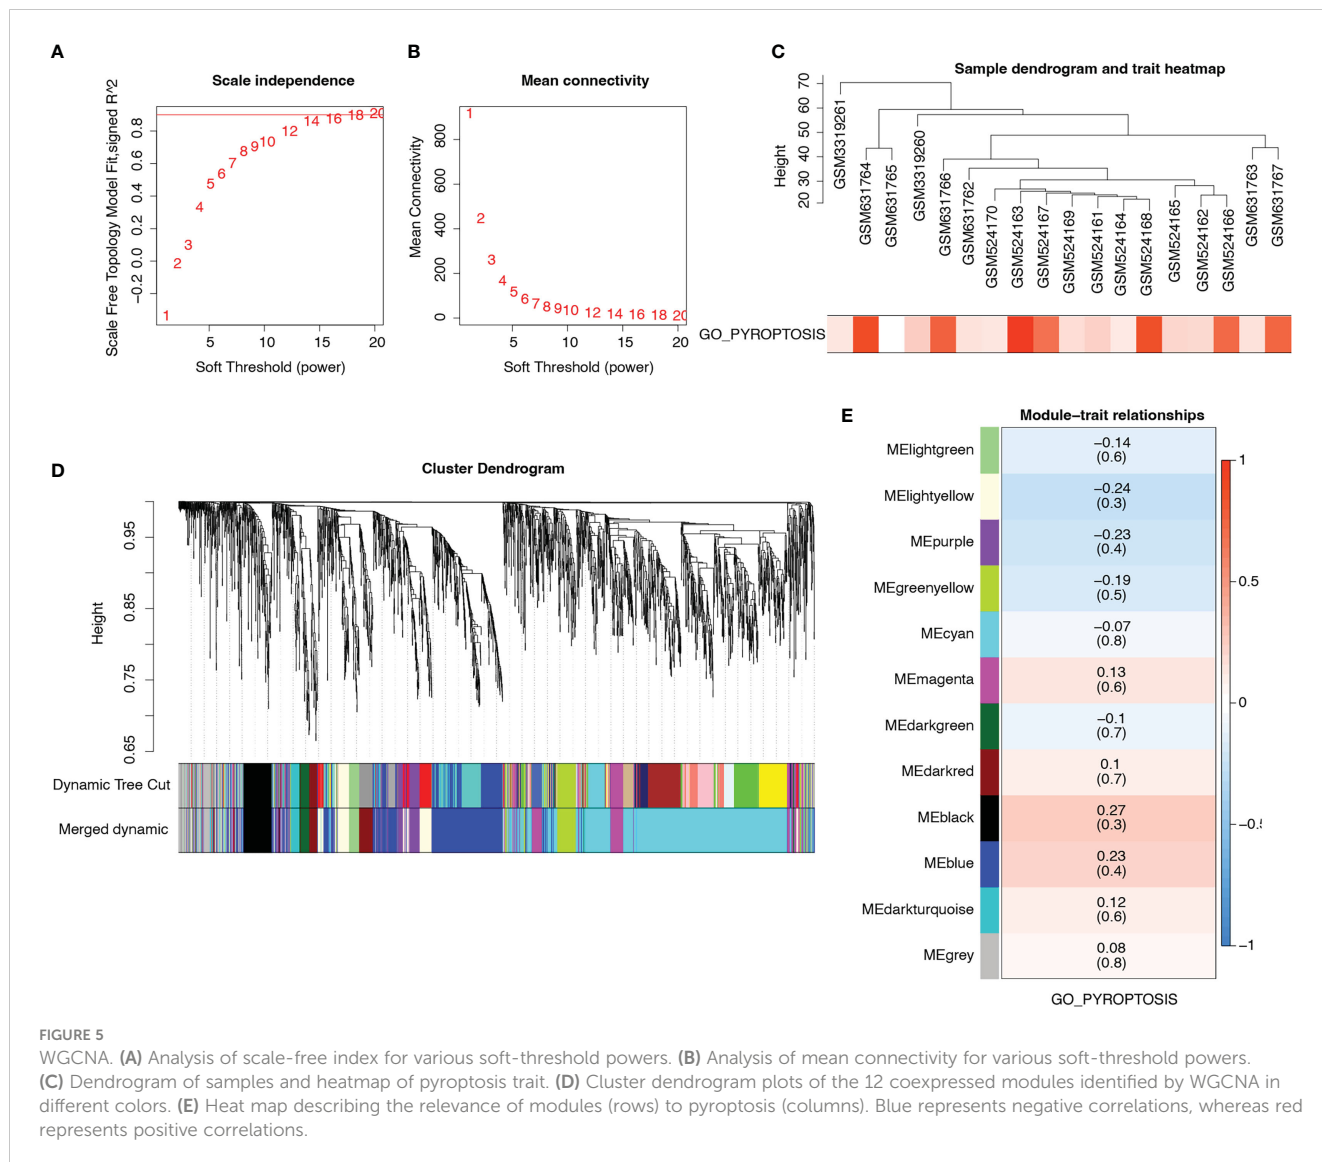 A
Scale independence
Scale Free Topology Model Fit,signed R^2
−0.2 0.0 0.2 0.4 0.6 0.8
1 2 3 4 5 6 7 8 9 10 12 14 16 18 20
5 10 15 20
Soft Threshold (power)
B
Mean connectivity
Mean Connectivity
0 200 400 600 800
1 2 3 4 5 6 7 8 9 10 12 14 16 18 20
5 10 15 20
Soft Threshold (power)
C
Sample dendrogram and trait heatmap
Height
20 30 40 50 60 70
GSM3319261
GSM631764
GSM631765
GSM3319260
GSM631766
GSM631762
GSM524170
GSM524163
GSM524167
GSM524169
GSM524161
GSM524164
GSM524168
GSM524165
GSM524162
GSM524166
GSM631763
GSM631767
GO_PYROPTOSIS
D
Cluster Dendrogram
Height
0.65 0.75 0.85 0.95
Dynamic Tree Cut
Merged dynamic
E
Module−trait relationships
MElightgreen −0.14 (0.6)
MElightyellow −0.24 (0.3)
MEpurple −0.23 (0.4)
MEgreenyellow −0.19 (0.5)
MEcyan −0.07 (0.8)
MEmagenta 0.13 (0.6)
MEdarkgreen −0.1 (0.7)
MEdarkred 0.1 (0.7)
MEblack 0.27 (0.3)
MEblue 0.23 (0.4)
MEdarkturquoise 0.12 (0.6)
MEgrey 0.08 (0.8)
1
0.5
0
−0.5
−1
GO_PYROPTOSIS
FIGURE 5
WGCNA. (A) Analysis of scale-free index for various soft-threshold powers. (B) Analysis of mean connectivity for various soft-threshold powers.
(C) Dendrogram of samples and heatmap of pyroptosis trait. (D) Cluster dendrogram plots of the 12 coexpressed modules identified by WGCNA in
different colors. (E) Heat map describing the relevance of modules (rows) to pyroptosis (columns). Blue represents negative correlations, whereas red
represents positive correlations.